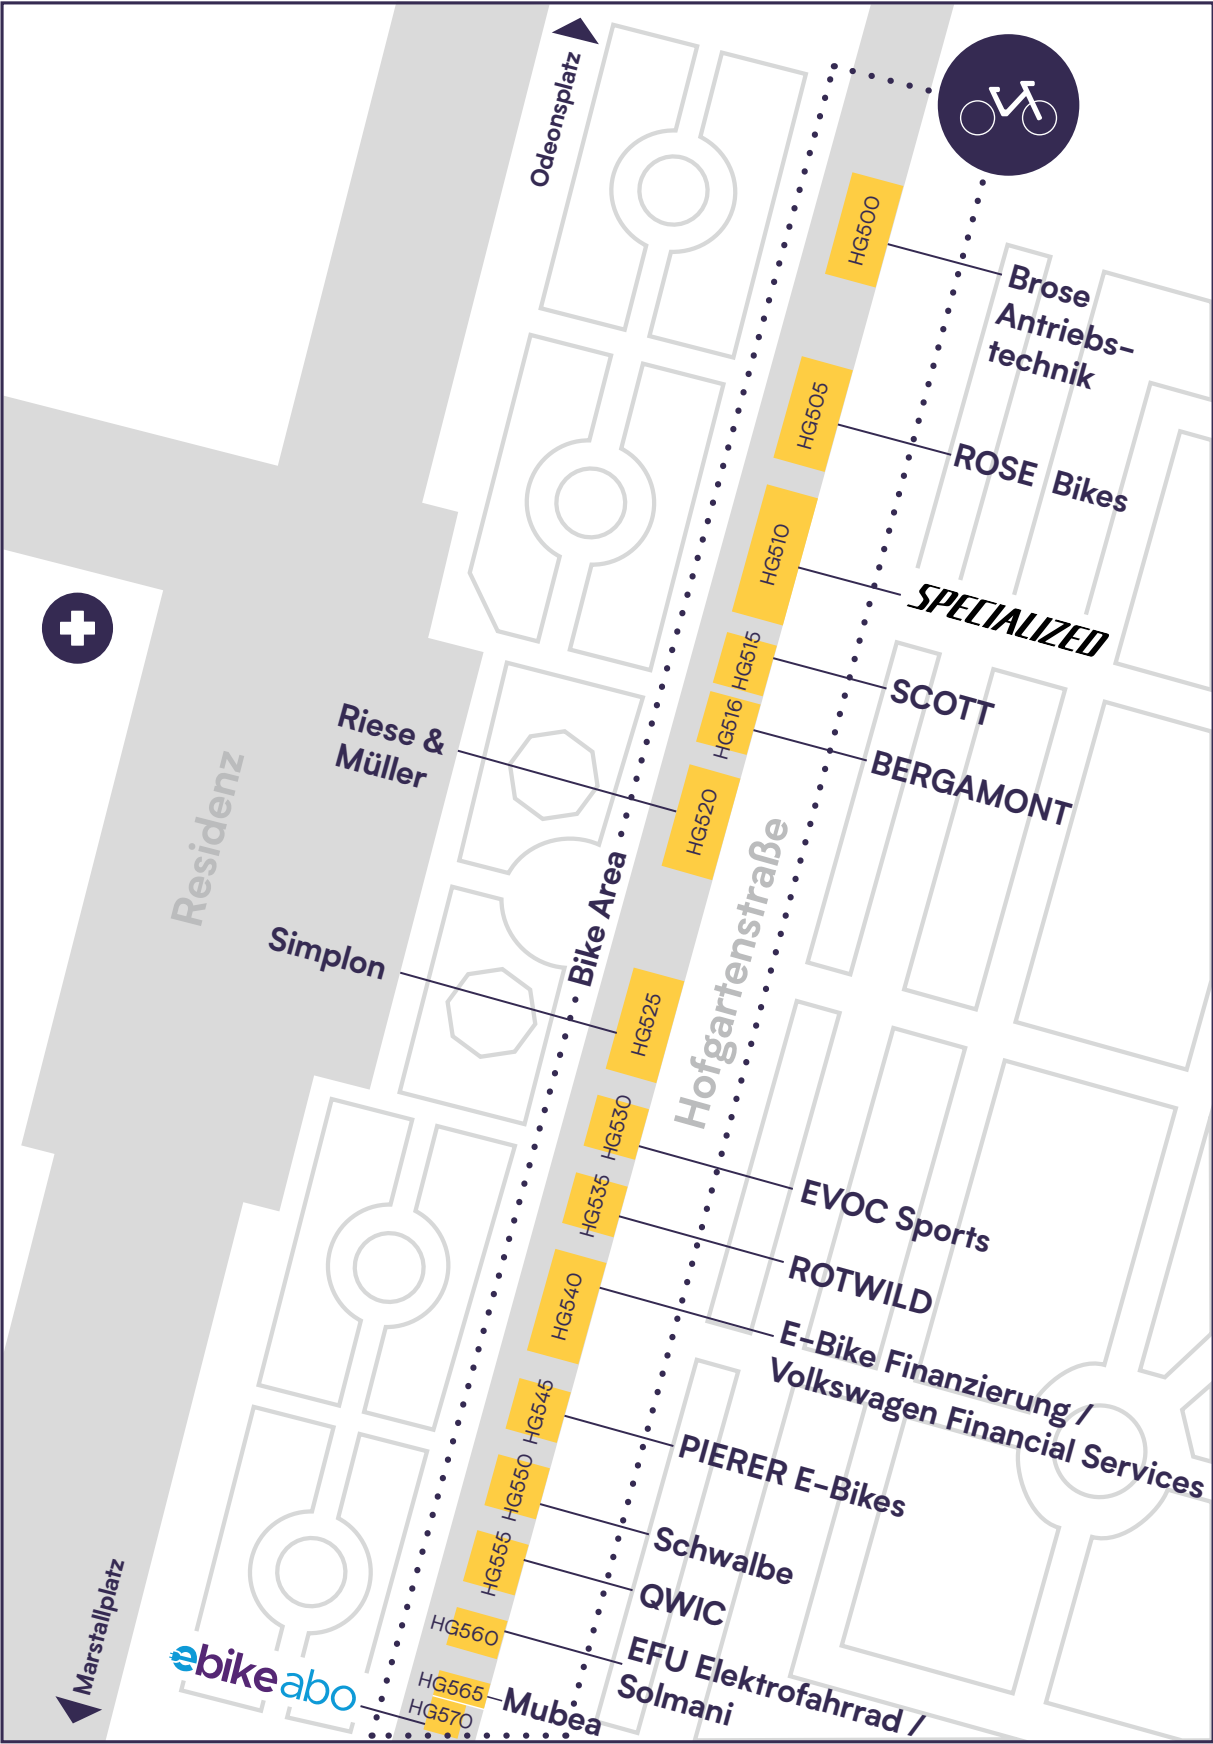 Odeonsplatz
HG500
Brose
Antriebs-
technik
HG505
ROSE Bikes
HG510
SPECIALIZED
HG515
SCOTT
HG516
BERGAMONT
Riese &
Müller
HG520
Residenz
Bike Area
Hofgartenstraße
Simplon
HG525
HG530
EVOC Sports
HG535
ROTWILD
HG540
E-Bike Finanzierung /
Volkswagen Financial Services
HG545
PIERER E-Bikes
HG550
Schwalbe
HG555
QWIC
HG560
EFU Elektrofahrrad /
Solmani
HG565
Mubea
HG570
ebikeabo
Marstallplatz